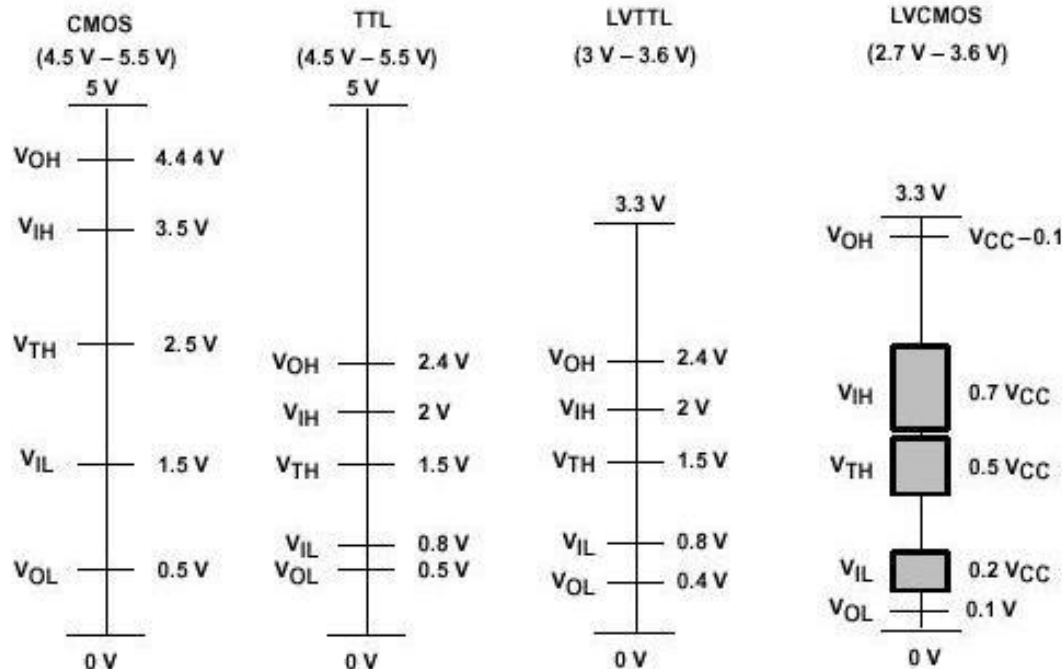 CMOS
(4.5 V – 5.5 V)
5 V
VOH 4.4 4 V
VIH 3.5 V
VTH 2.5 V
VIL 1.5 V
VOL 0.5 V
0 V
TTL
(4.5 V – 5.5 V)
5 V
VOH 2.4 V
VIH 2 V
VTH 1.5 V
VIL 0.8 V
VOL 0.5 V
0 V
LVTTL
(3 V – 3.6 V)
3.3 V
VOH 2.4 V
VIH 2 V
VTH 1.5 V
VIL 0.8 V
VOL 0.4 V
0 V
LVCMOS
(2.7 V – 3.6 V)
3.3 V
VOH VCC – 0.1
VIH 0.7 VCC
VTH 0.5 VCC
VIL 0.2 VCC
VOL 0.1 V
0 V